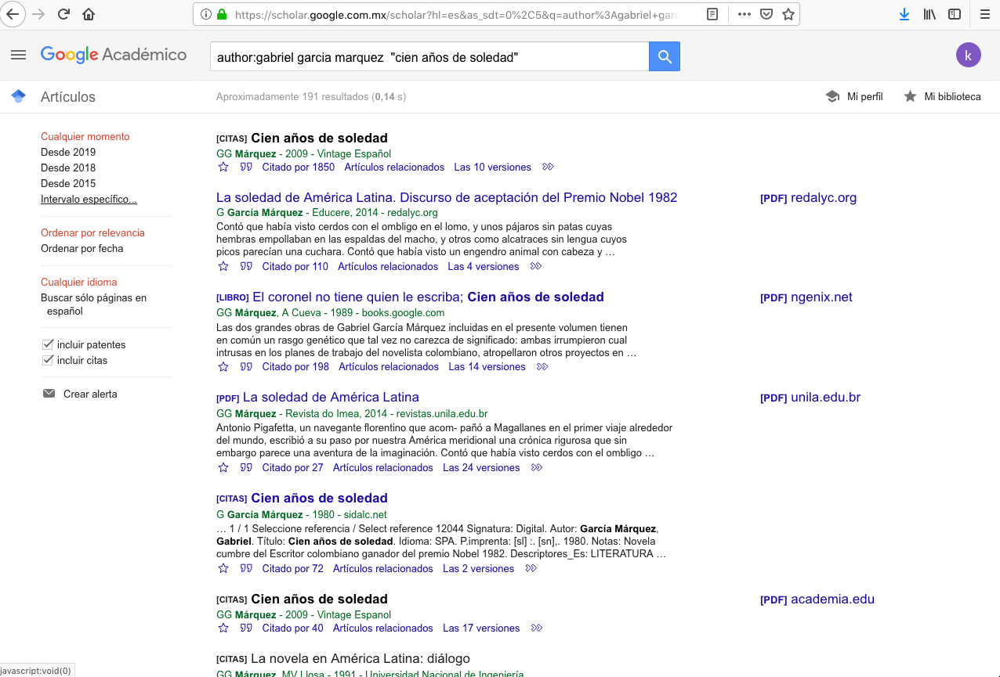 https://scholar.google.com.mx/scholar?hl=es&as_sdt=0%2C5&q=author%3Agabriel+garc
Google Académico
author:gabriel garcia marquez "cien años de soledad"
k
Artículos
Aproximadamente 191 resultados (0,14 s)
Mi perfil
Mi biblioteca
Cualquier momento
Desde 2019
Desde 2018
Desde 2015
Intervalo específico...
Ordenar por relevancia
Ordenar por fecha
Cualquier idioma
Buscar sólo páginas en
español
incluir patentes
incluir citas
Crear alerta
[CITAS] Cien años de soledad
GG Márquez - 2009 - Vintage Español
Citado por 1850 Artículos relacionados Las 10 versiones
La soledad de América Latina. Discurso de aceptación del Premio Nobel 1982
[PDF] redalyc.org
G García Márquez - Educere, 2014 - redalyc.org
Contó que había visto cerdos con el ombligo en el lomo, y unos pájaros sin patas cuyas
hembras empollaban en las espaldas del macho, y otros como alcatraces sin lengua cuyos
picos parecían una cuchara. Contó que había visto un engendro animal con cabeza y …
Citado por 110 Artículos relacionados Las 4 versiones
[LIBRO] El coronel no tiene quien le escriba; Cien años de soledad
[PDF] ngenix.net
GG Márquez, A Cueva - 1989 - books.google.com
Las dos grandes obras de Gabriel García Márquez incluidas en el presente volumen tienen
en común un rasgo genético que tal vez no carezca de significado: ambas irrumpieron cual
intrusas en los planes de trabajo del novelista colombiano, atropellaron otros proyectos en …
Citado por 198 Artículos relacionados Las 14 versiones
[PDF] La soledad de América Latina
[PDF] unila.edu.br
GG Márquez - Revista do Imea, 2014 - revistas.unila.edu.br
Antonio Pigafetta, un navegante florentino que acom- pañó a Magallanes en el primer viaje alrededor
del mundo, escribió a su paso por nuestra América meridional una crónica rigurosa que sin
embargo parece una aventura de la imaginación. Contó que había visto cerdos con el ombligo …
Citado por 27 Artículos relacionados Las 24 versiones
[CITAS] Cien años de soledad
G García Márquez - 1980 - sidalc.net
… 1 / 1 Seleccione referencia / Select reference 12044 Signatura: Digital. Autor: García Márquez,
Gabriel. Título: Cien años de soledad. Idioma: SPA. P.imprenta: [sl] :. [sn],. 1980. Notas: Novela
cumbre del Escritor colombiano ganador del premio Nobel 1982. Descriptores_Es: LITERATURA …
Citado por 72 Artículos relacionados Las 2 versiones
[CITAS] Cien años de soledad
[PDF] academia.edu
GG Márquez - 2009 - Vintage Espanol
Citado por 40 Artículos relacionados Las 17 versiones
[CITAS] La novela en América Latina: diálogo
GG Márquez, MV Llosa - 1991 - Universidad Nacional de Ingeniería
javascript:void(0)